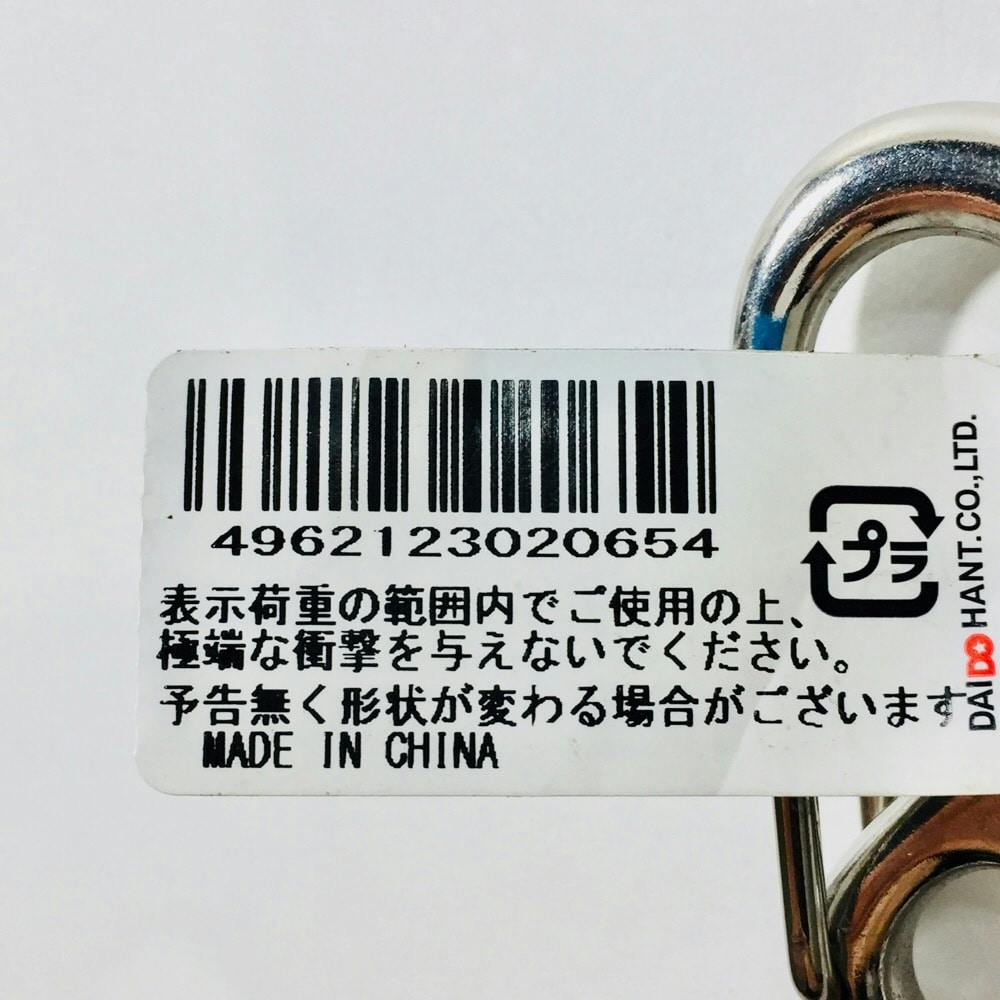 4962123020654
表示荷重の範囲内でご使用の上、
極端な衝撃を与えないでください。
予告無く形状が変わる場合がございます
MADE IN CHINA
プラ
DAIDOHANT.CO.,LTD.